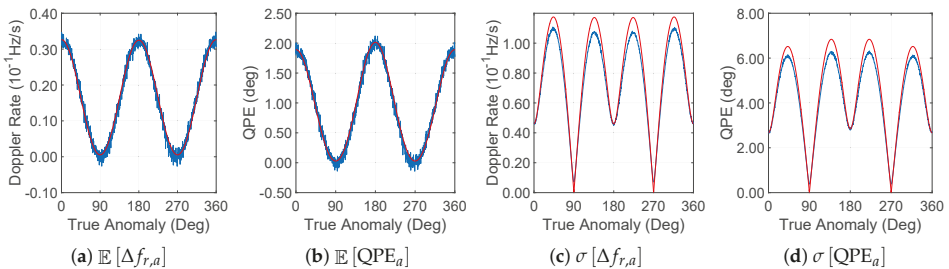 0.40
0.30
0.20
0.10
0.00
-0.10
Doppler Rate (10⁻¹Hz/s)
0 90 180 270 360
True Anomaly (Deg)
(a) 𝔼 [Δf_{r,a}]
2.50
2.00
1.50
1.00
0.50
0.00
-0.50
QPE (deg)
0 90 180 270 360
True Anomaly (Deg)
(b) 𝔼 [QPE_a]
1.00
0.80
0.60
0.40
0.20
0.00
Doppler Rate (10⁻¹Hz/s)
0 90 180 270 360
True Anomaly (Deg)
(c) σ [Δf_{r,a}]
8.00
6.00
4.00
2.00
0.00
QPE (deg)
0 90 180 270 360
True Anomaly (Deg)
(d) σ [QPE_a]